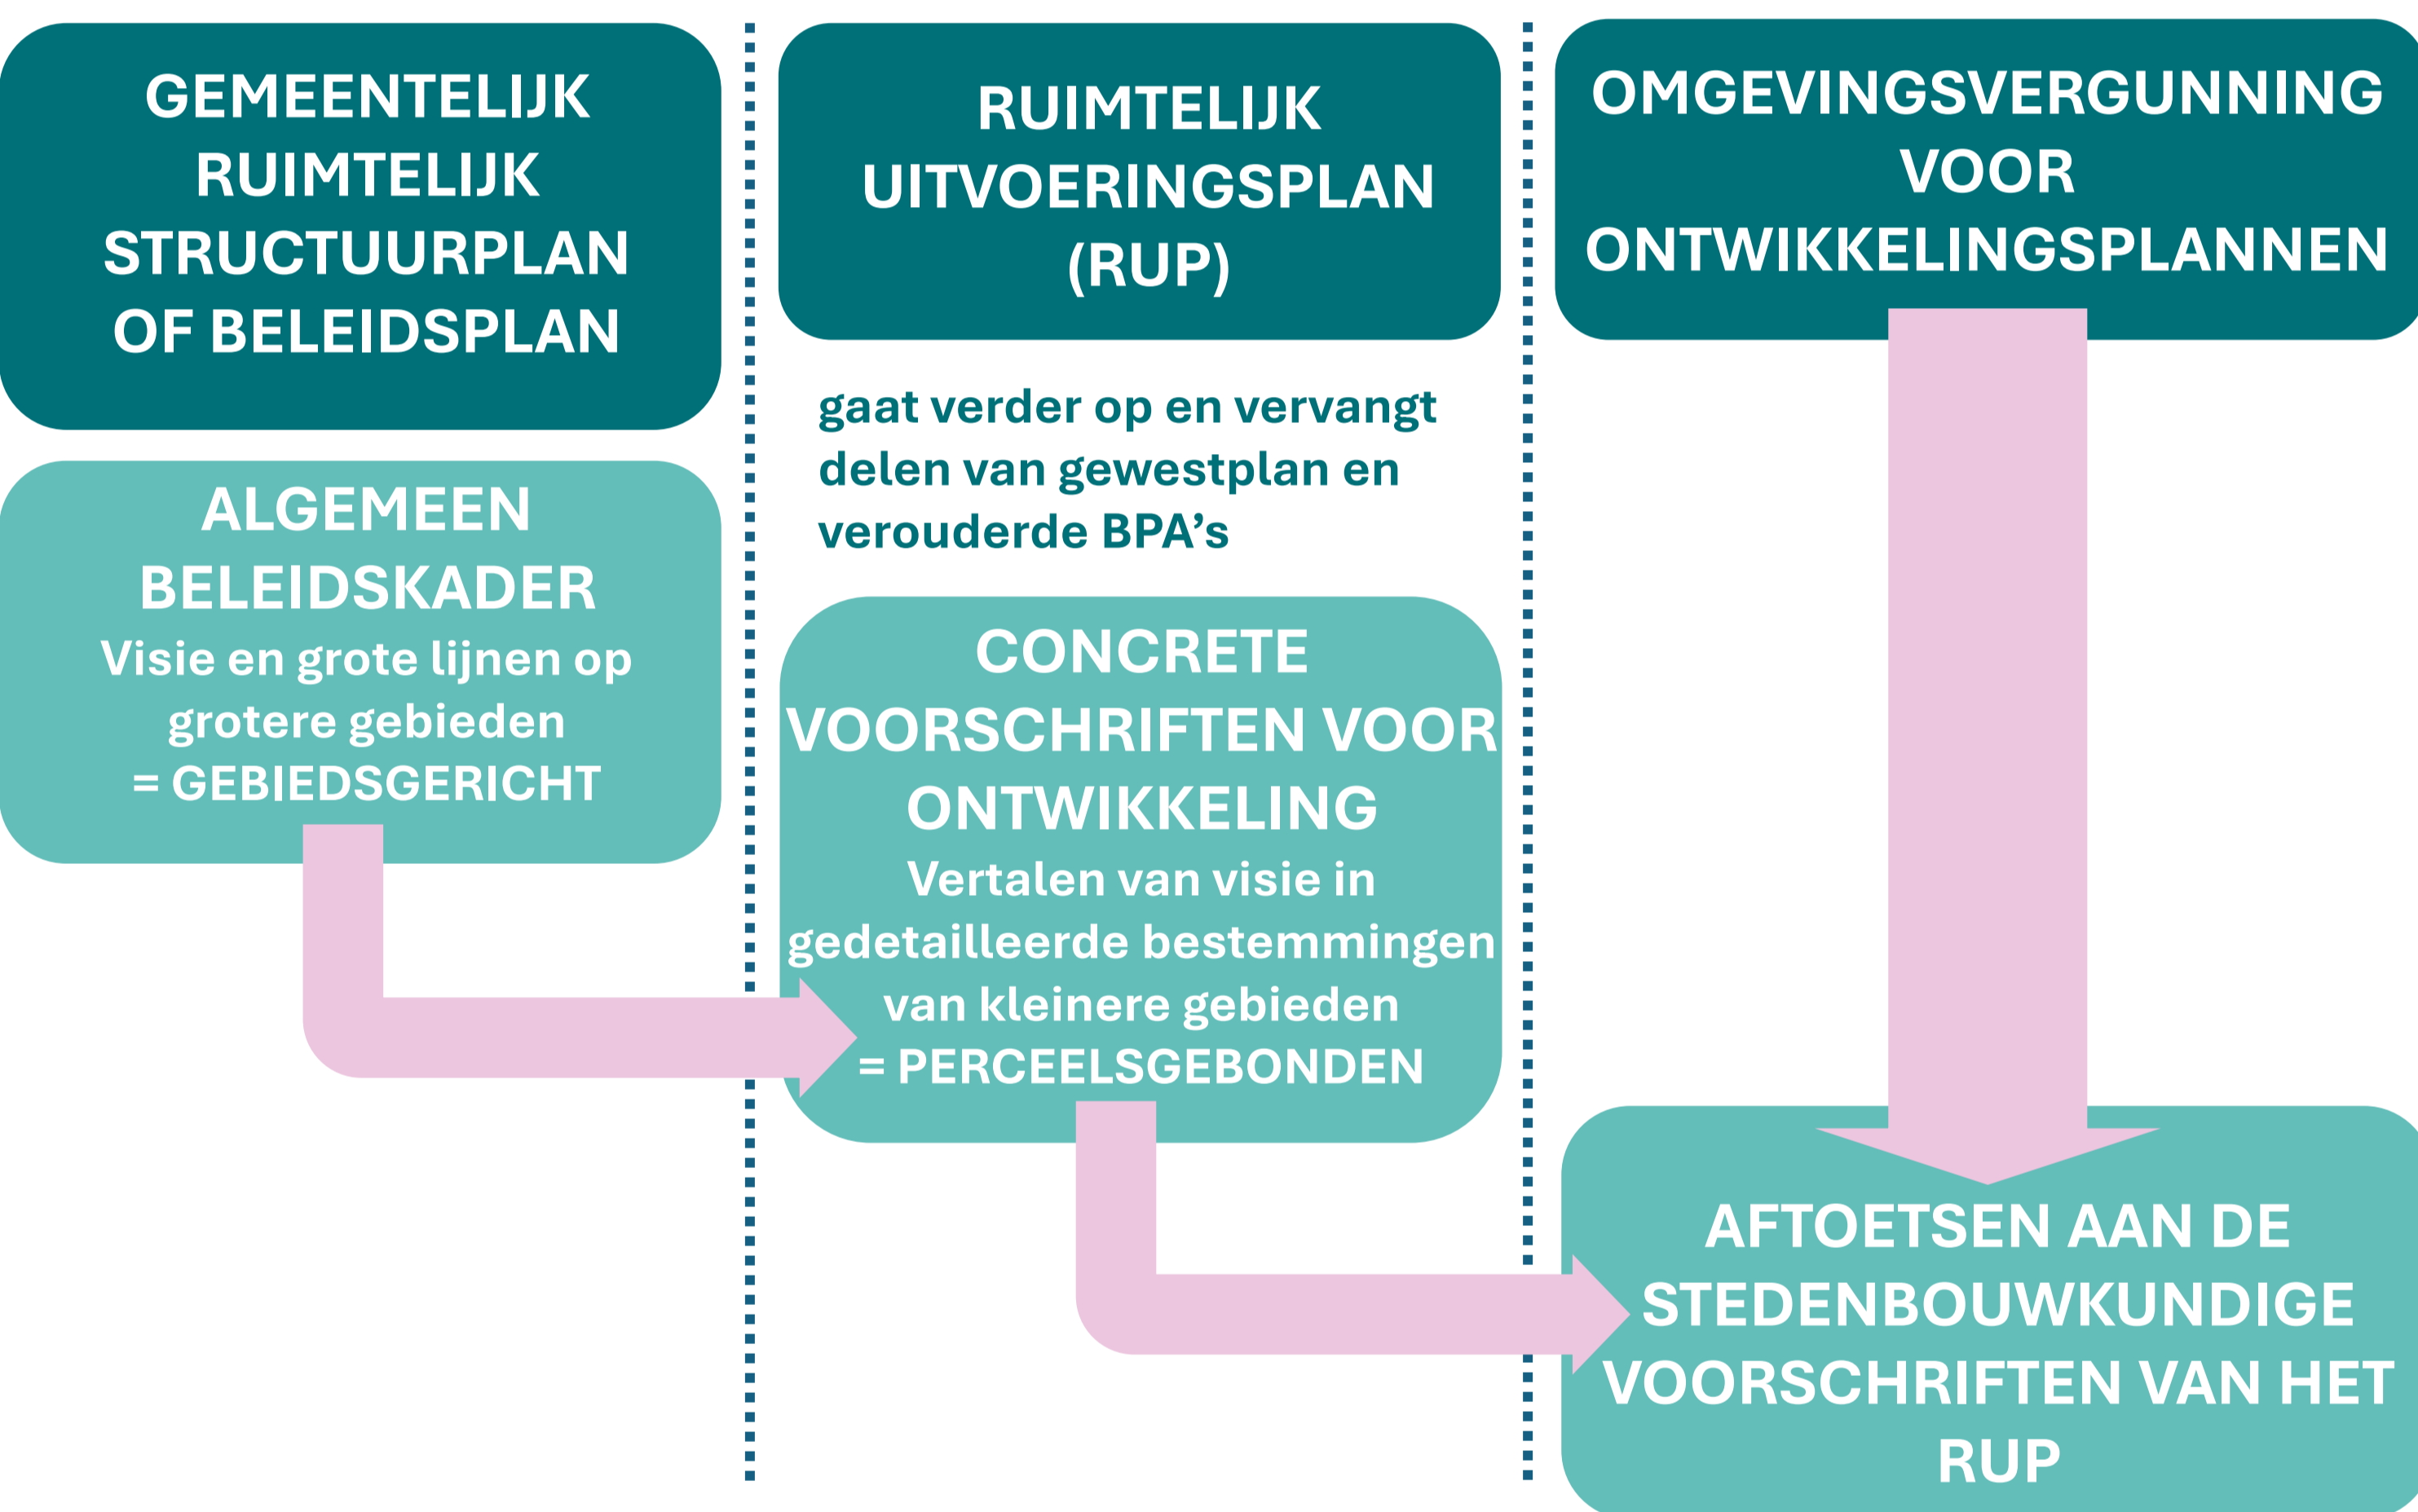 GEMEENTELIJK
RUIMTELIJK
STRUCTUURPLAN
OF BELEIDSPLAN
ALGEMEEN
BELEIDSKADER
Visie en grote lijnen op
grotere gebieden
= GEBIEDSGERICHT
RUIMTELIJK
UITVOERINGSPLAN
(RUP)
gaat verder op en vervangt
delen van gewestplan en
verouderde BPA's
CONCRETE
VOORSCHRIFTEN VOOR
ONTWIKKELING
Vertalen van visie in
gedetailleerde bestemmingen
van kleinere gebieden
= PERCEELSGEBONDEN
OMGEVINGSVERGUNNING
VOOR
ONTWIKKELINGSPLANNEN
AFTOETSEN AAN DE
STEDENBOUWKUNDIGE
VOORSCHRIFTEN VAN HET
RUP